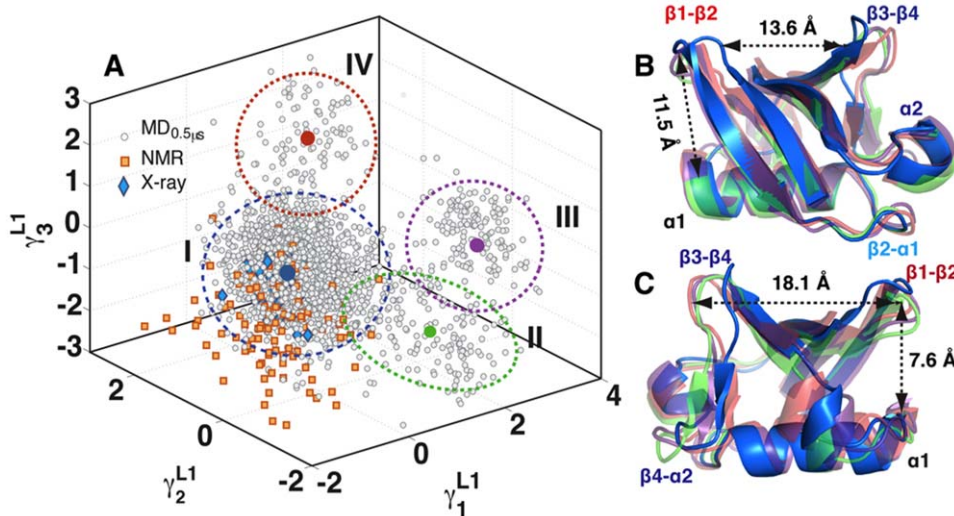 A
IV
3
2
1
0
-1
-2
-3
MD0.5μs
NMR
X-ray
γ3L1
I
III
II
2
0
-2
-2
0
2
4
γ2L1
γ1L1
β1-β2
13.6 Å
β3-β4
B
11.5 Å
α2
α1
β2-α1
C
β3-β4
18.1 Å
β1-β2
7.6 Å
β4-α2
α1